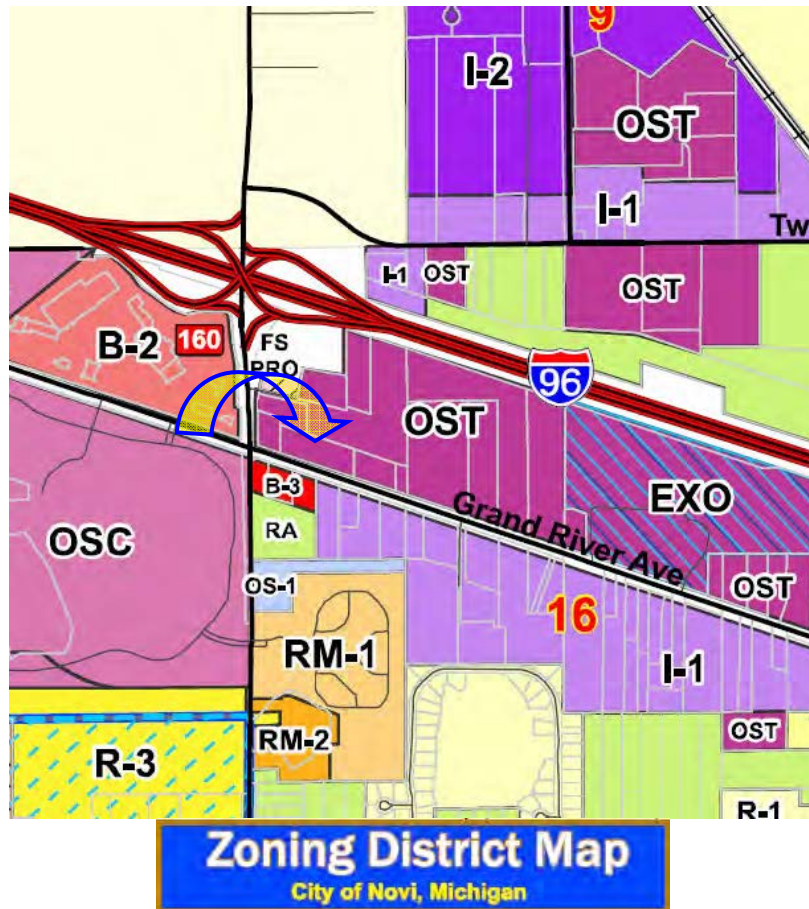 9
I-2
OST
I-1
Tw
I-1
OST
OST
B-2
160
FS
PRO
96
OST
B-3
EXO
Grand River Ave
OSC
RA
OS-1
OST
16
RM-1
I-1
RM-2
OST
R-3
R-1
Zoning District Map
City of Novi, Michigan